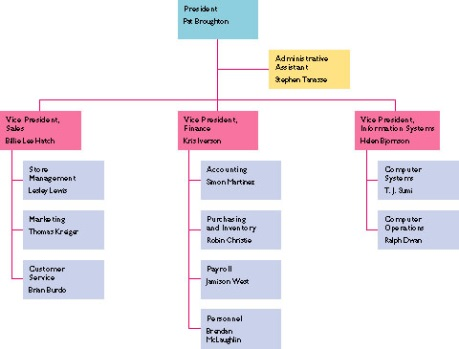 President
Pat Broughton
Administrative
Assistant
Stephen Tarasse
Vice President,
Sales
Billie Lee Hatch
Vice President,
Finance
Kris Iverson
Vice President,
Information Systems
Helen Bjornson
Store
Management
Lesley Lewis
Marketing
Thomas Kreiger
Customer
Service
Brian Burdo
Accounting
Simon Martinez
Purchasing
and Inventory
Robin Christie
Payroll
Jamison West
Personnel
Brendan
McLaughlin
Computer
Systems
T. J. Sumi
Computer
Operations
Ralph Dwan